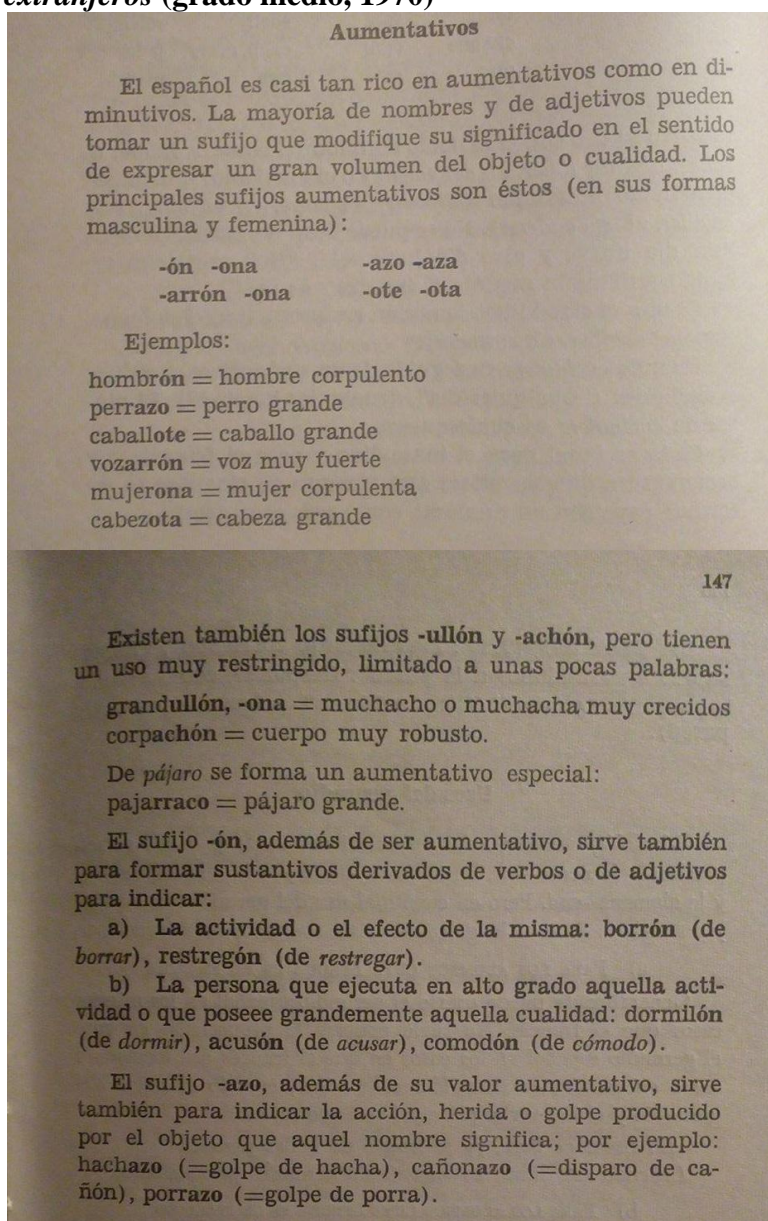 extranjeros (grado medio, 1970)
Aumentativos
El español es casi tan rico en aumentativos como en di-
minutivos. La mayoría de nombres y de adjetivos pueden
tomar un sufijo que modifique su significado en el sentido
de expresar un gran volumen del objeto o cualidad. Los
principales sufijos aumentativos son éstos (en sus formas
masculina y femenina):
-ón -ona -azo -aza
-arrón -ona -ote -ota
Ejemplos:
hombrón = hombre corpulento
perrazo = perro grande
caballote = caballo grande
vozarrón = voz muy fuerte
mujerona = mujer corpulenta
cabezota = cabeza grande
147
Existen también los sufijos -ullón y -achón, pero tienen
un uso muy restringido, limitado a unas pocas palabras:
grandullón, -ona = muchacho o muchacha muy crecidos
corpachón = cuerpo muy robusto.
De pájaro se forma un aumentativo especial:
pajarraco = pájaro grande.
El sufijo -ón, además de ser aumentativo, sirve también
para formar sustantivos derivados de verbos o de adjetivos
para indicar:
a) La actividad o el efecto de la misma: borrón (de
borrar), restregón (de restregar).
b) La persona que ejecuta en alto grado aquella acti-
vidad o que poseee grandemente aquella cualidad: dormilón
(de dormir), acusón (de acusar), comodón (de cómodo).
El sufijo -azo, además de su valor aumentativo, sirve
también para indicar la acción, herida o golpe producido
por el objeto que aquel nombre significa; por ejemplo:
hachazo (=golpe de hacha), cañonazo (=disparo de ca-
ñón), porrazo (=golpe de porra).